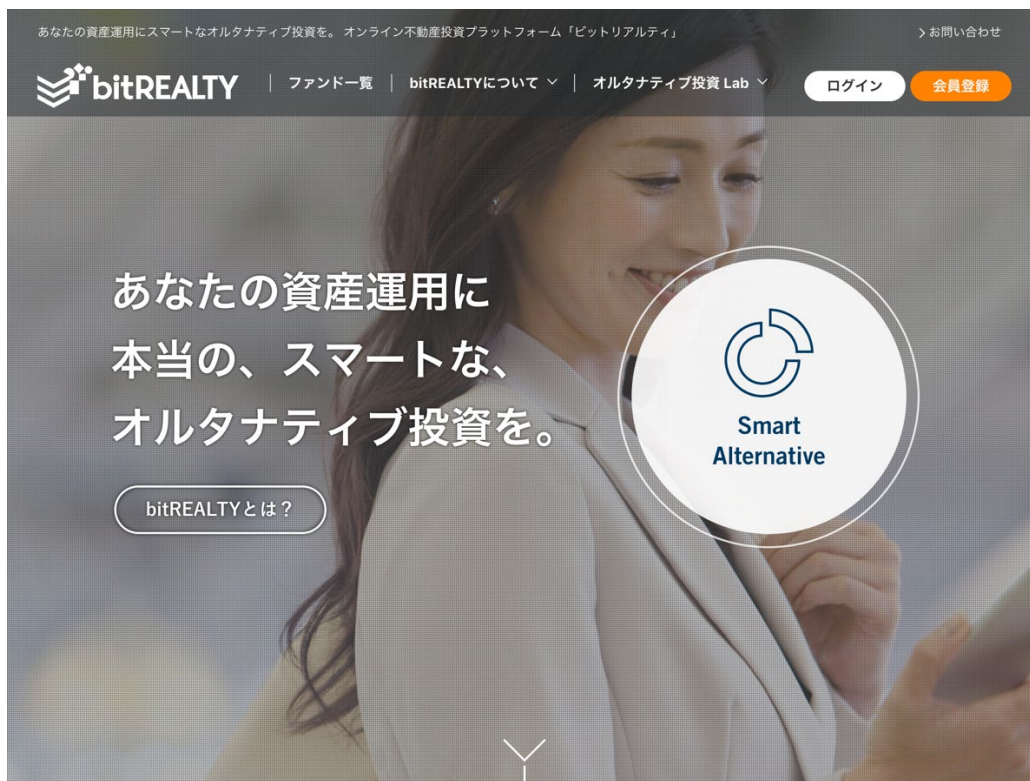 あなたの資産運用にスマートなオルタナティブ投資を。 オンライン不動産投資プラットフォーム「ビットリアルティ」
お問い合わせ
bitREALTY
ファンド一覧
bitREALTYについて
オルタナティブ投資 Lab
ログイン
会員登録
あなたの資産運用に
本当の、スマートな、
オルタナティブ投資を。
Smart
Alternative
bitREALTYとは？